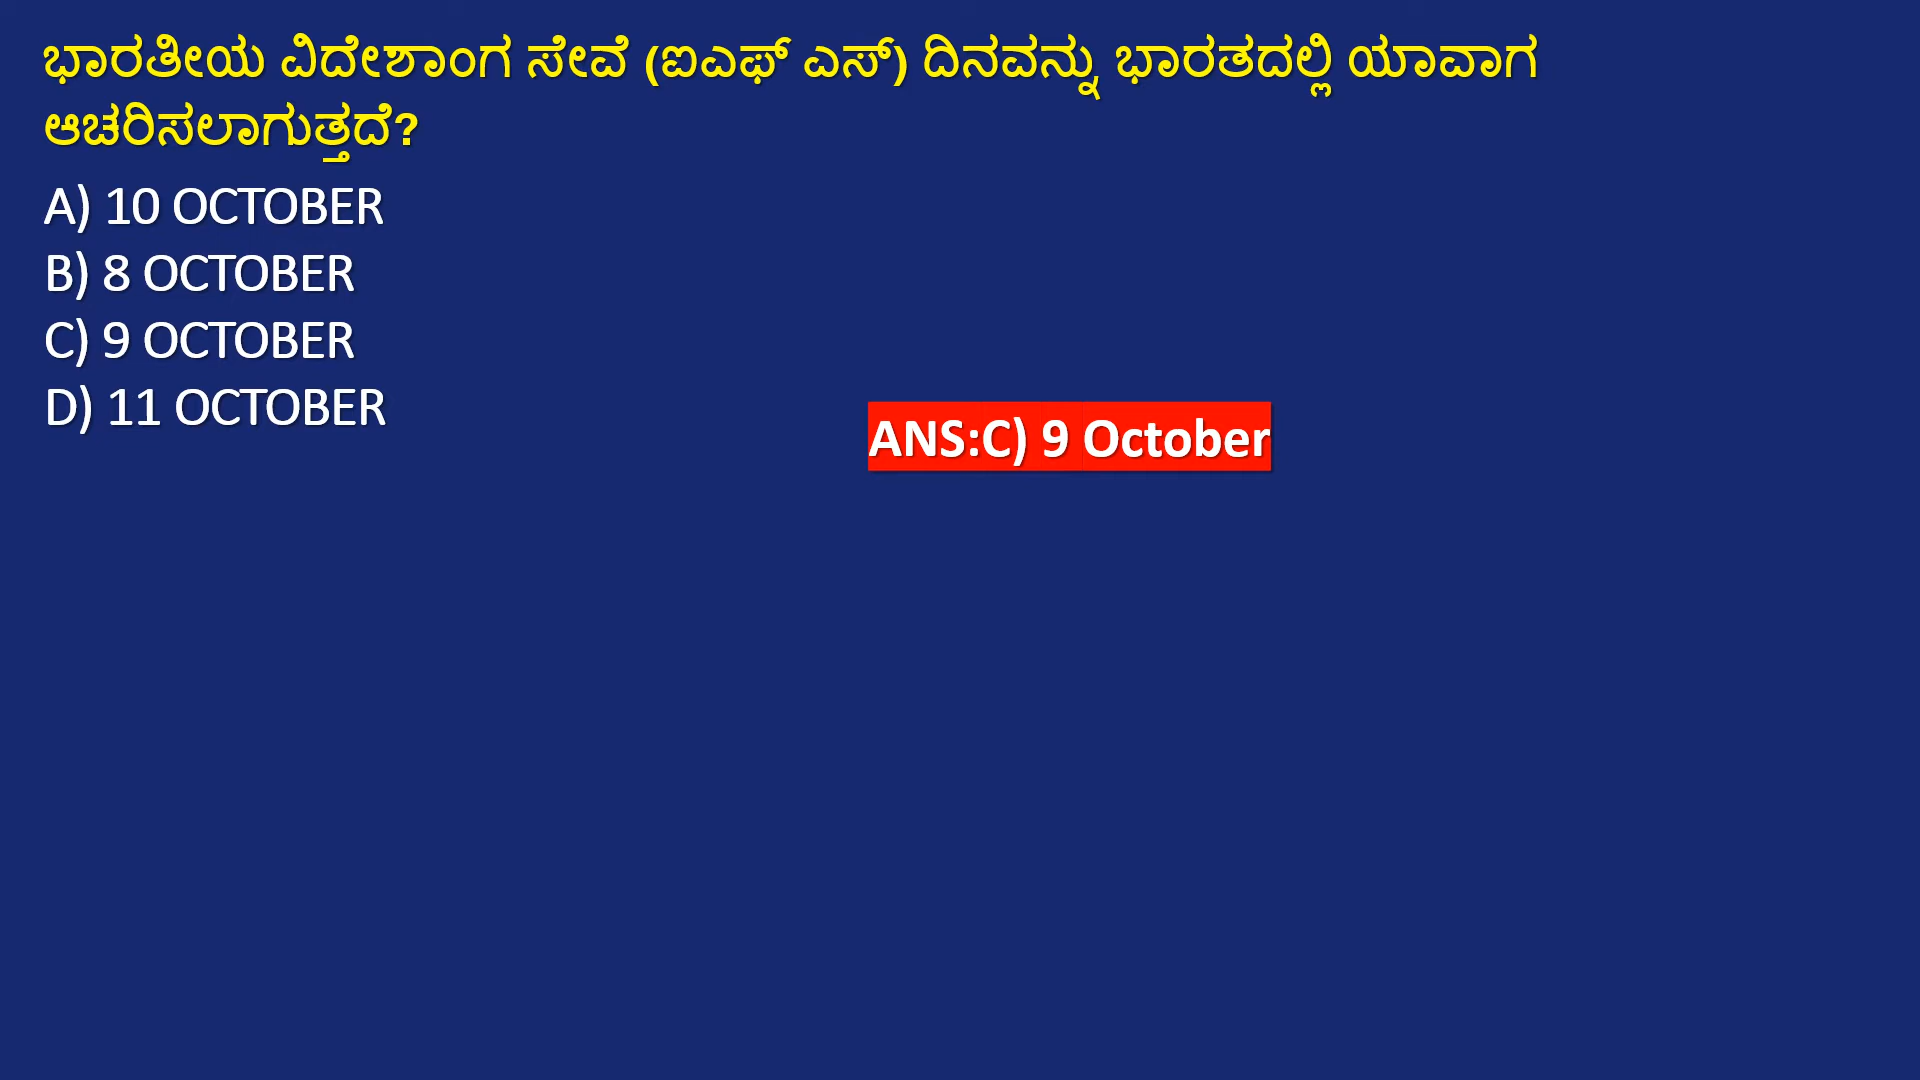 ಭಾರತೀಯ ವಿದೇಶಾಂಗ ಸೇವೆ (ಐಎಫ್ ಎಸ್) ದಿನವನ್ನು ಭಾರತದಲ್ಲಿ ಯಾವಾಗ
ಆಚರಿಸಲಾಗುತ್ತದೆ?
A) 10 OCTOBER
B) 8 OCTOBER
C) 9 OCTOBER
D) 11 OCTOBER
ANS:C) 9 October